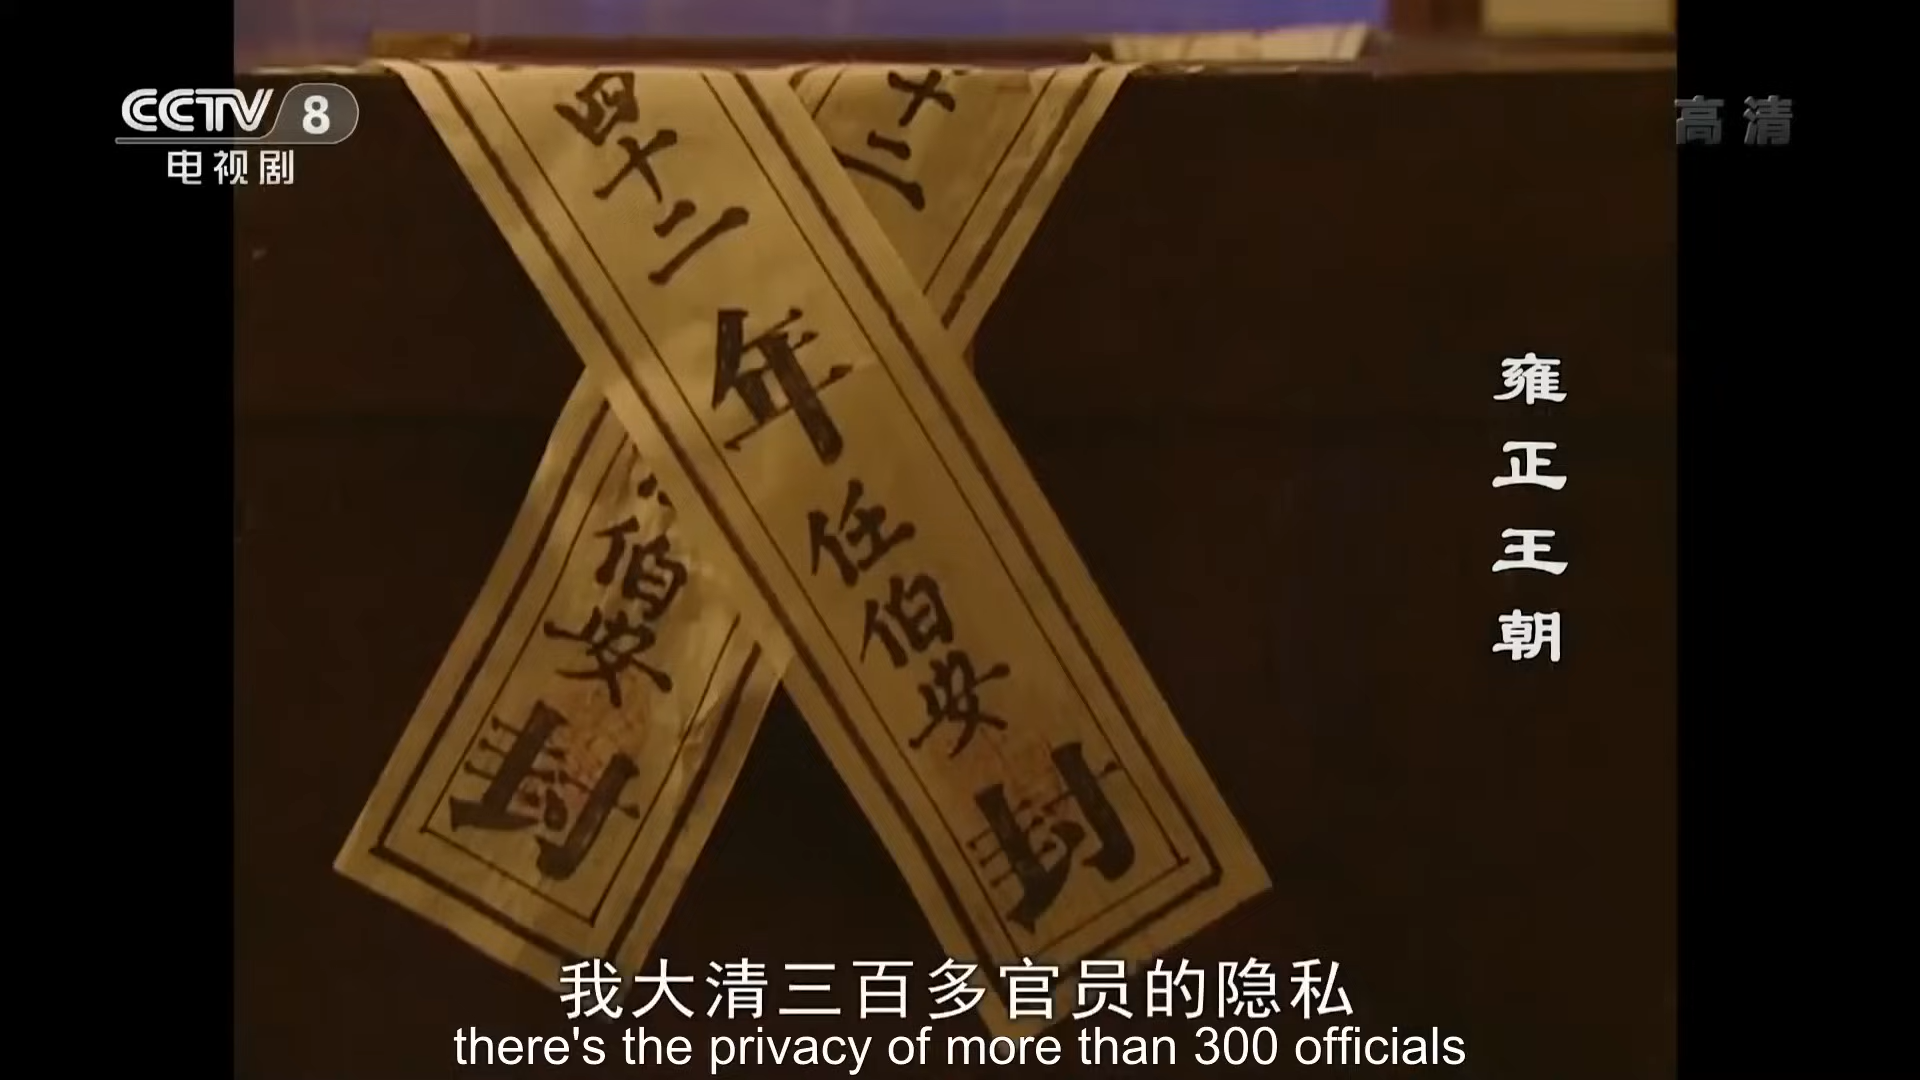 CCTV 8
电视剧
高清
四十二年任伯安封
十二
伯安封
雍正王朝
我大清三百多官员的隐私
there's the privacy of more than 300 officials